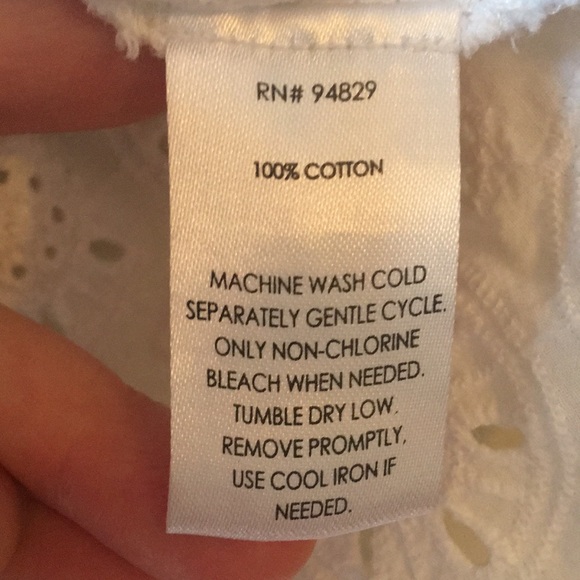 RN# 94829
100% COTTON
MACHINE WASH COLD
SEPARATELY GENTLE CYCLE.
ONLY NON-CHLORINE
BLEACH WHEN NEEDED.
TUMBLE DRY LOW.
REMOVE PROMPTLY,
USE COOL IRON IF
NEEDED.